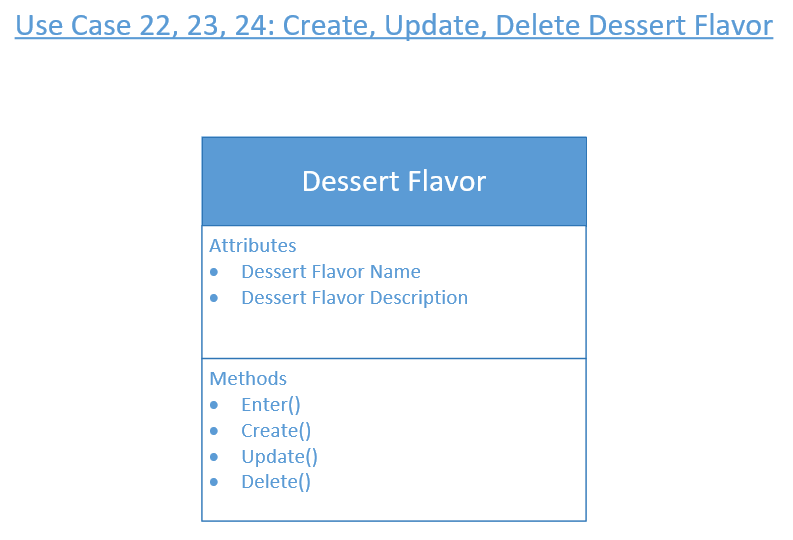 Use Case 22, 23, 24: Create, Update, Delete Dessert Flavor
Dessert Flavor
Attributes
• Dessert Flavor Name
• Dessert Flavor Description
Methods
• Enter()
• Create()
• Update()
• Delete()